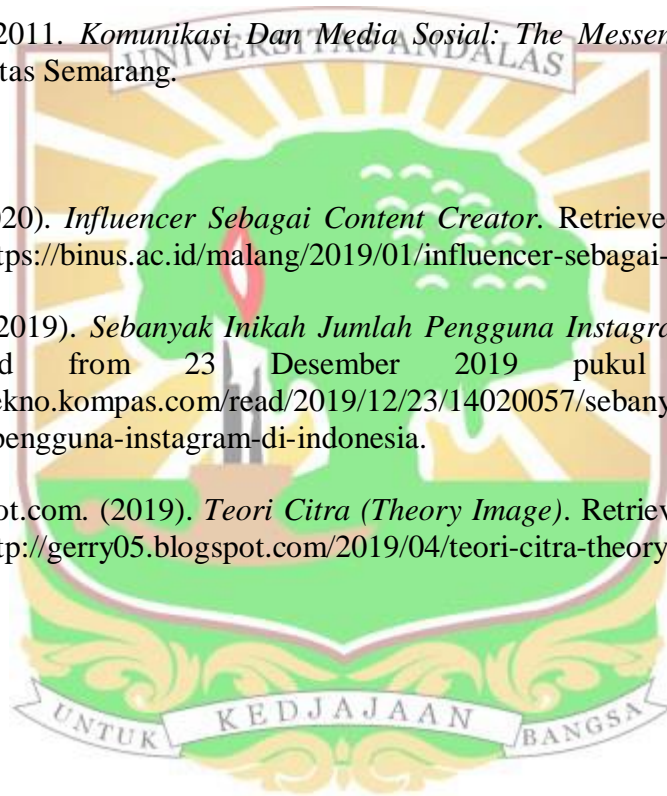 2011. Komunikasi Dan Media Sosial: The Messen
UNIVERSITAS ANDALAS
tas Semarang.
020). Influencer Sebagai Content Creator. Retrieve
tps://binus.ac.id/malang/2019/01/influencer-sebagai-
2019). Sebanyak Inikah Jumlah Pengguna Instagra
d from 23 Desember 2019 pukul
ekno.kompas.com/read/2019/12/23/14020057/sebany
pengguna-instagram-di-indonesia.
ot.com. (2019). Teori Citra (Theory Image). Retriev
tp://gerry05.blogspot.com/2019/04/teori-citra-theory
UNTUK KEDJAJAAN BANGSA